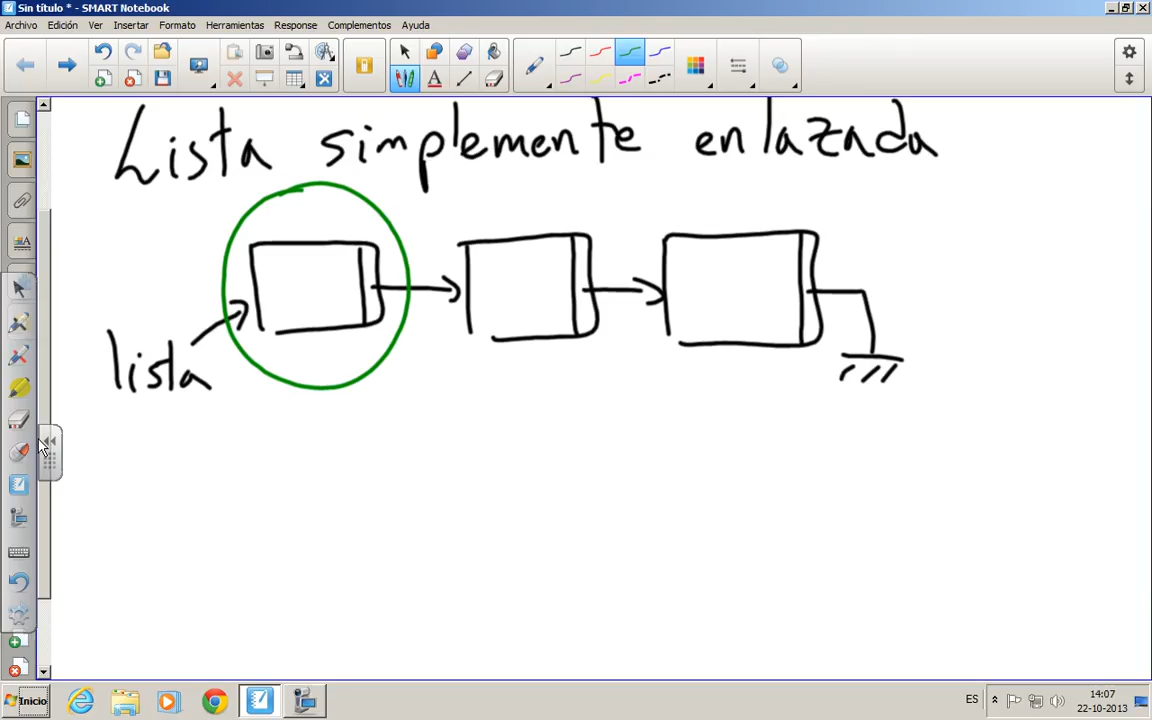 Sin título * - SMART Notebook
Archivo Edición Ver Insertar Formato Herramientas Response Complementos Ayuda
Lista simplemente enlazada
lista
Inicio
ES
14:07
22-10-2013